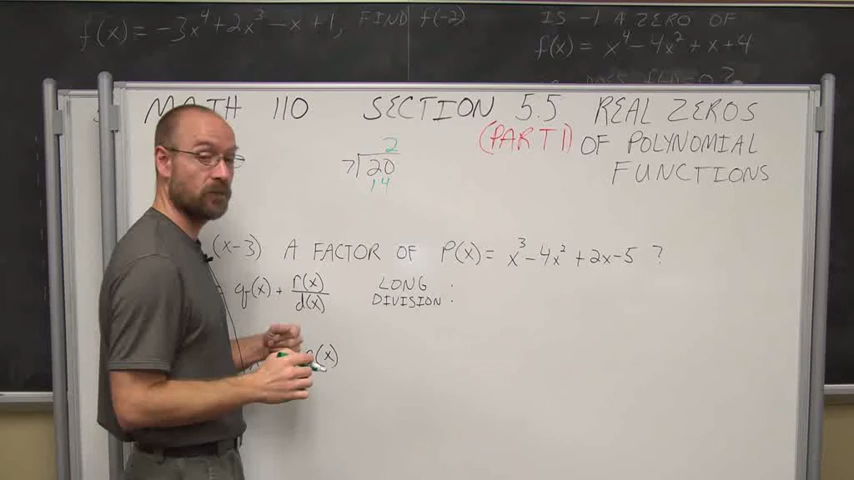 f(x) = -3x⁴ + 2x³ - x + 1, FIND f(-2)
IS -1 A ZERO OF
f(x) = x⁴ - 4x² + x + 4
MATH 110 SECTION 5.5 REAL ZEROS
(PART 1) OF POLYNOMIAL
FUNCTIONS
2
7)20
14
(x-3) A FACTOR OF P(x) = x³ - 4x² + 2x - 5 ?
= q(x) + r(x)/d(x)
LONG :
DIVISION :
(x)